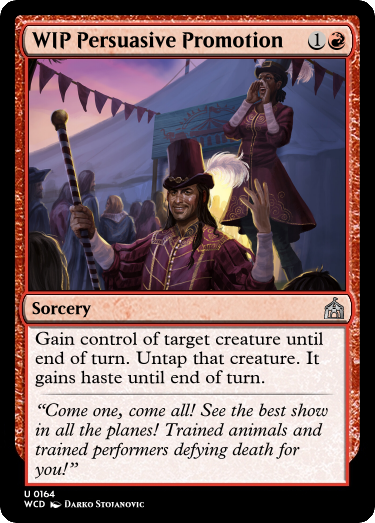 WIP Persuasive Promotion 1
Sorcery
Gain control of target creature until
end of turn. Untap that creature. It
gains haste until end of turn.
“Come one, come all! See the best show
in all the planes! Trained animals and
trained performers defying death for
you!”
U 0164
WCD Darko Stojanovic